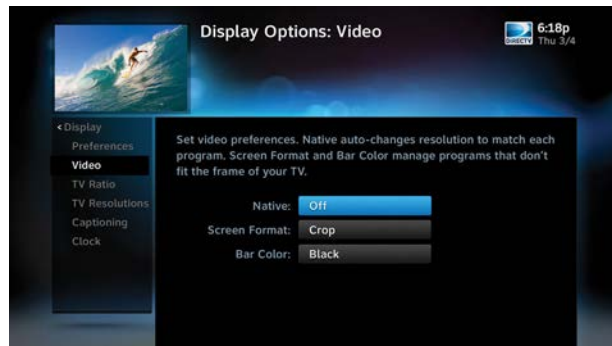 Display Options: Video
DIRECTV
6:18p
Thu 3/4
< Display
Preferences
Video
TV Ratio
TV Resolutions
Captioning
Clock
Set video preferences. Native auto-changes resolution to match each
program. Screen Format and Bar Color manage programs that don't
fit the frame of your TV.
Native: Off
Screen Format: Crop
Bar Color: Black